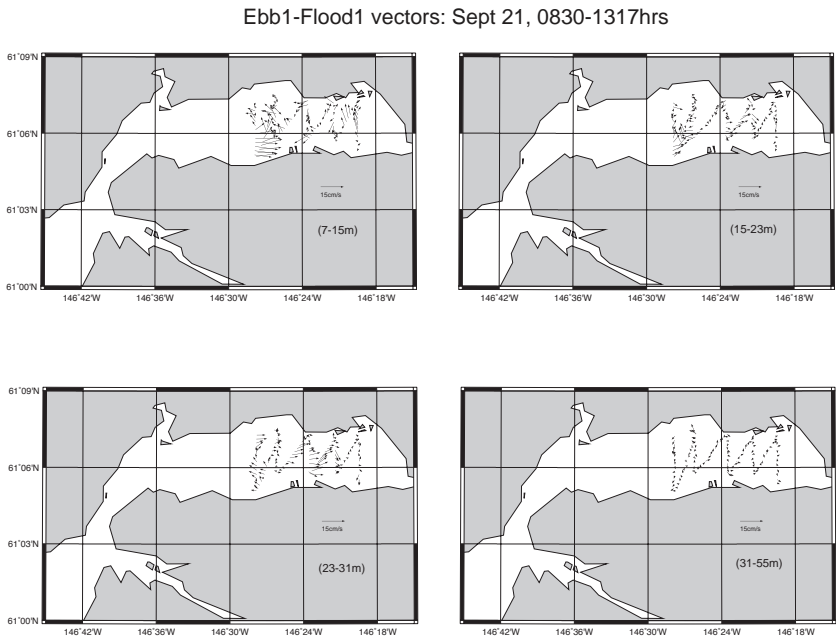 Ebb1-Flood1 vectors: Sept 21, 0830-1317hrs
61˚09'N
61˚06'N
61˚03'N
61˚00'N
146˚42'W 146˚36'W 146˚30'W 146˚24'W 146˚18'W
15cm/s
(7-15m)
146˚42'W 146˚36'W 146˚30'W 146˚24'W 146˚18'W
15cm/s
(15-23m)
61˚09'N
61˚06'N
61˚03'N
61˚00'N
146˚42'W 146˚36'W 146˚30'W 146˚24'W 146˚18'W
15cm/s
(23-31m)
146˚42'W 146˚36'W 146˚30'W 146˚24'W 146˚18'W
15cm/s
(31-55m)